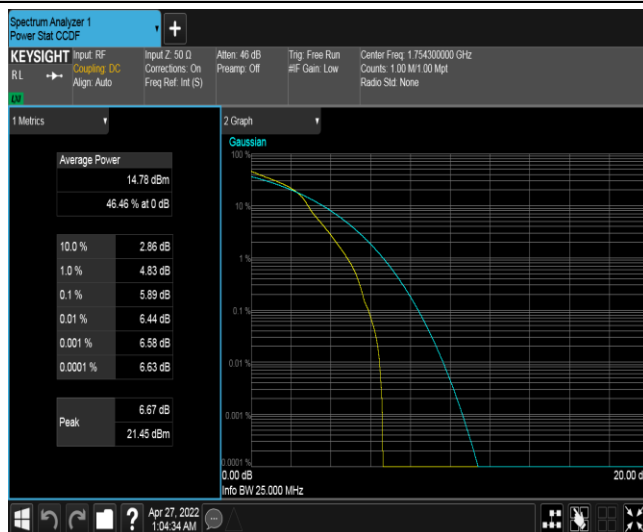 Spectrum Analyzer 1
Power Stat CCDF
KEYSIGHT
RL
LNI
Input: RF
Coupling: DC
Align: Auto
Input Z: 50 Ω
Corrections: On
Freq Ref: Int (S)
Atten: 46 dB
Preamp: Off
Trig: Free Run
#IF Gain: Low
Center Freq: 1.754300000 GHz
Counts: 1.00 M/1.00 Mpt
Radio Std: None
1 Metrics
Average Power
14.78 dBm
46.46 % at 0 dB
10.0 % 2.86 dB
1.0 % 4.83 dB
0.1 % 5.89 dB
0.01 % 6.44 dB
0.001 % 6.58 dB
0.0001 % 6.63 dB
Peak
6.67 dB
21.45 dBm
2 Graph
Gaussian
100 %
10 %
1 %
0.1 %
0.01 %
0.001 %
0.0001 %
0.00 dB
20.00 d
Info BW 25.000 MHz
?
Apr 27, 2022
1:04:34 AM